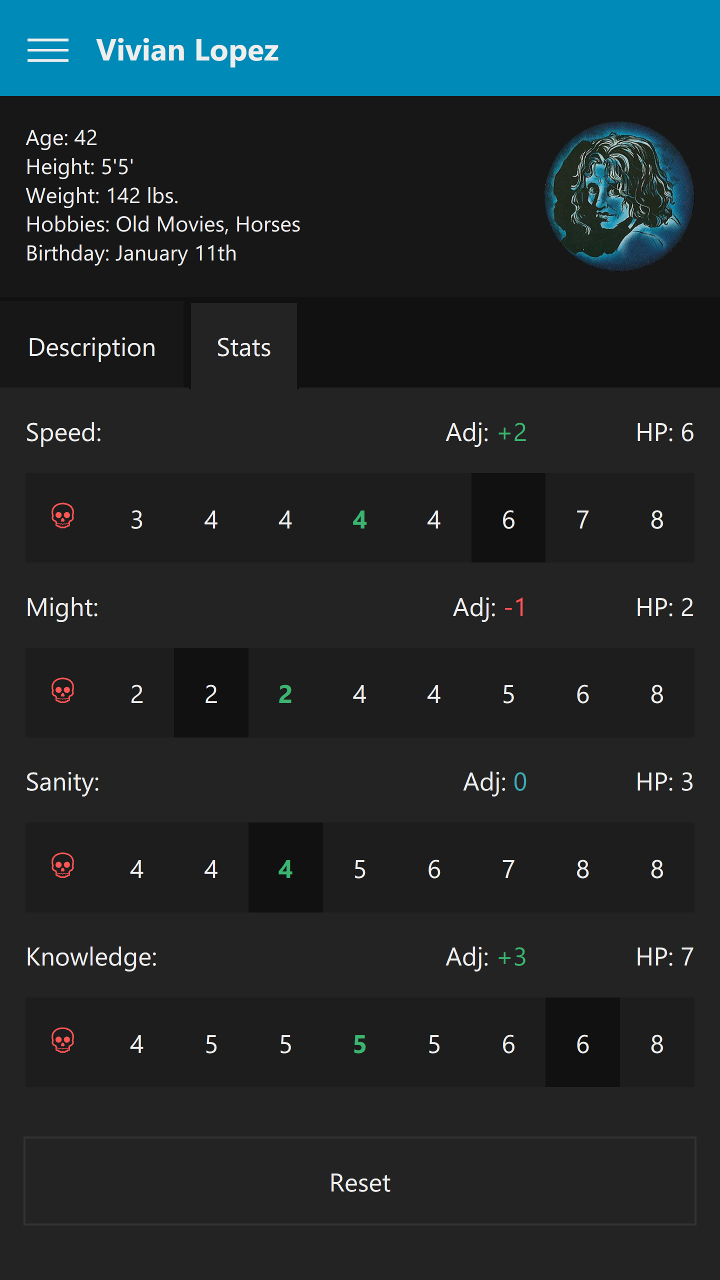 Vivian Lopez
Age: 42
Height: 5'5'
Weight: 142 lbs.
Hobbies: Old Movies, Horses
Birthday: January 11th
Description Stats
Speed: Adj: +2 HP: 6
3 4 4 4 4 6 7 8
Might: Adj: -1 HP: 2
2 2 2 4 4 5 6 8
Sanity: Adj: 0 HP: 3
4 4 4 5 6 7 8 8
Knowledge: Adj: +3 HP: 7
4 5 5 5 5 6 6 8
Reset